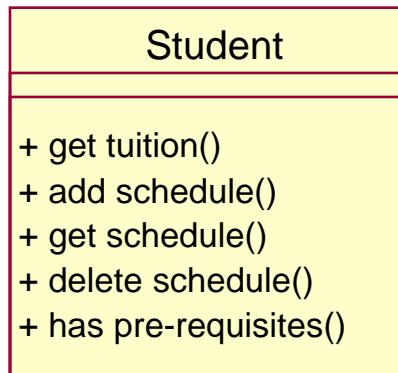 Student
+ get tuition()
+ add schedule()
+ get schedule()
+ delete schedule()
+ has pre-requisites()